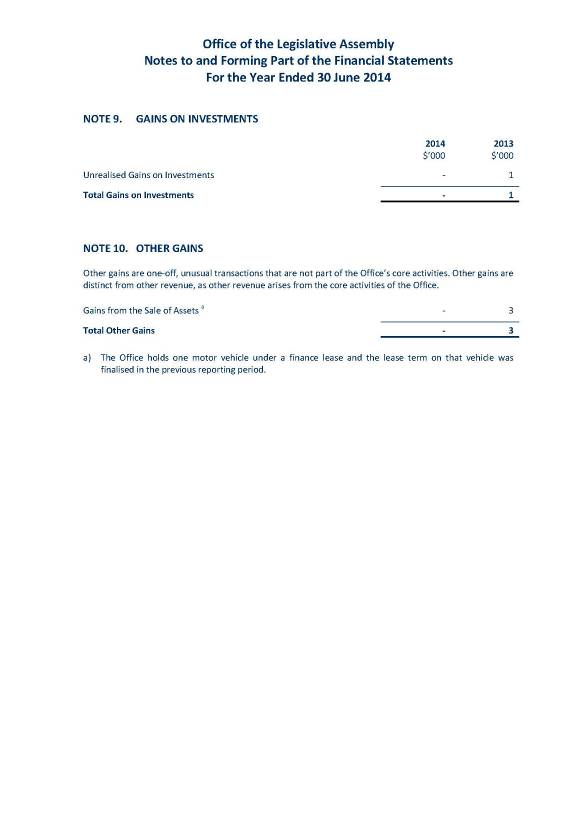 Office of the Legislative Assembly
Notes to and Forming Part of the Financial Statements
For the Year Ended 30 June 2014
NOTE 9. GAINS ON INVESTMENTS
2014 2013
$'000 $'000
Unrealised Gains on Investments - 1
Total Gains on Investments - 1
NOTE 10. OTHER GAINS
Other gains are one-off, unusual transactions that are not part of the Office's core activities. Other gains are
distinct from other revenue, as other revenue arises from the core activities of the Office.
Gains from the Sale of Assets a - 3
Total Other Gains - 3
a) The Office holds one motor vehicle under a finance lease and the lease term on that vehicle was
finalised in the previous reporting period.